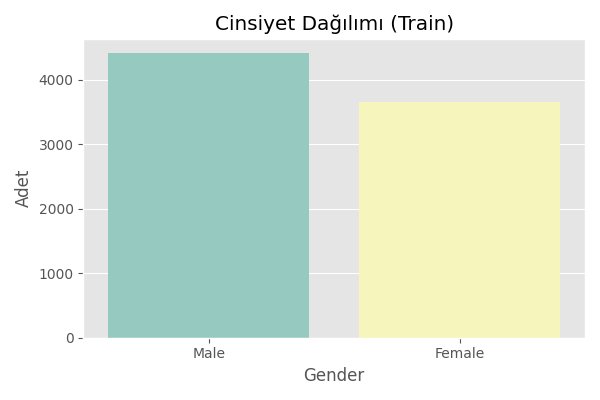 Cinsiyet Dağılımı (Train)
Adet
4000
3000
2000
1000
0
Male
Female
Gender